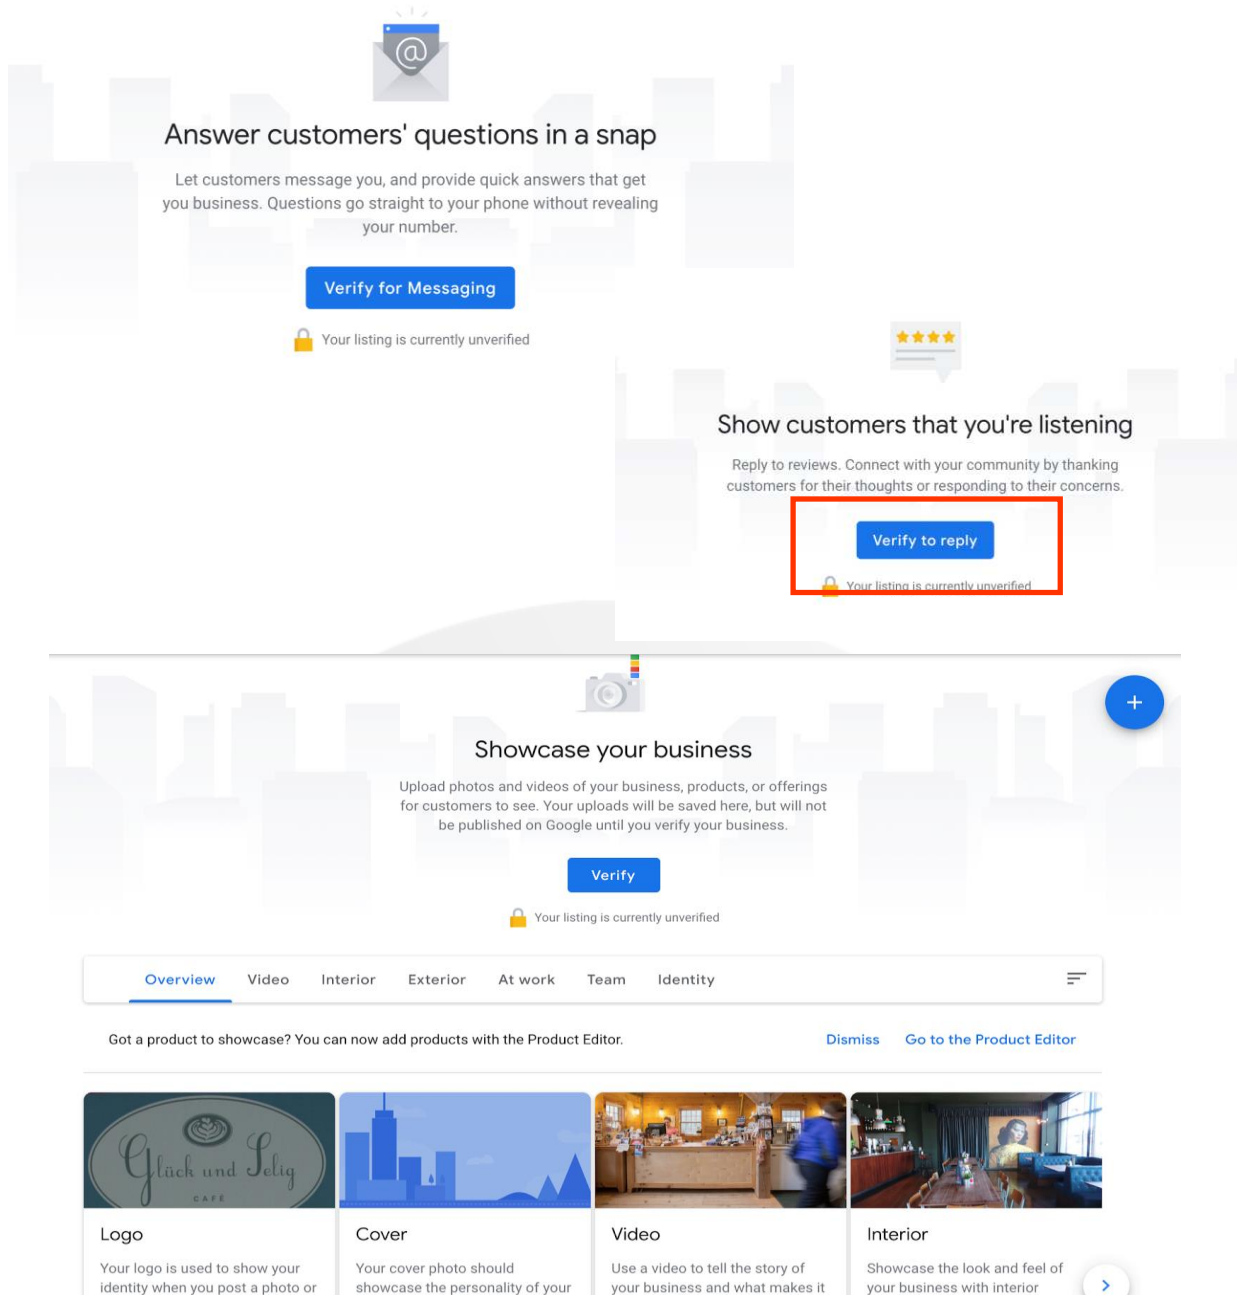 Answer customers' questions in a snap
Let customers message you, and provide quick answers that get
you business. Questions go straight to your phone without revealing
your number.
Verify for Messaging
Your listing is currently unverified
Show customers that you're listening
Reply to reviews. Connect with your community by thanking
customers for their thoughts or responding to their concerns.
Verify to reply
Your listing is currently unverified
Showcase your business
Upload photos and videos of your business, products, or offerings
for customers to see. Your uploads will be saved here, but will not
be published on Google until you verify your business.
Verify
Your listing is currently unverified
Overview Video Interior Exterior At work Team Identity
Got a product to showcase? You can now add products with the Product Editor. Dismiss Go to the Product Editor
Glück und Selig
CAFÉ
Logo
Your logo is used to show your
identity when you post a photo or
Cover
Your cover photo should
showcase the personality of your
Video
Use a video to tell the story of
your business and what makes it
Interior
Showcase the look and feel of
your business with interior